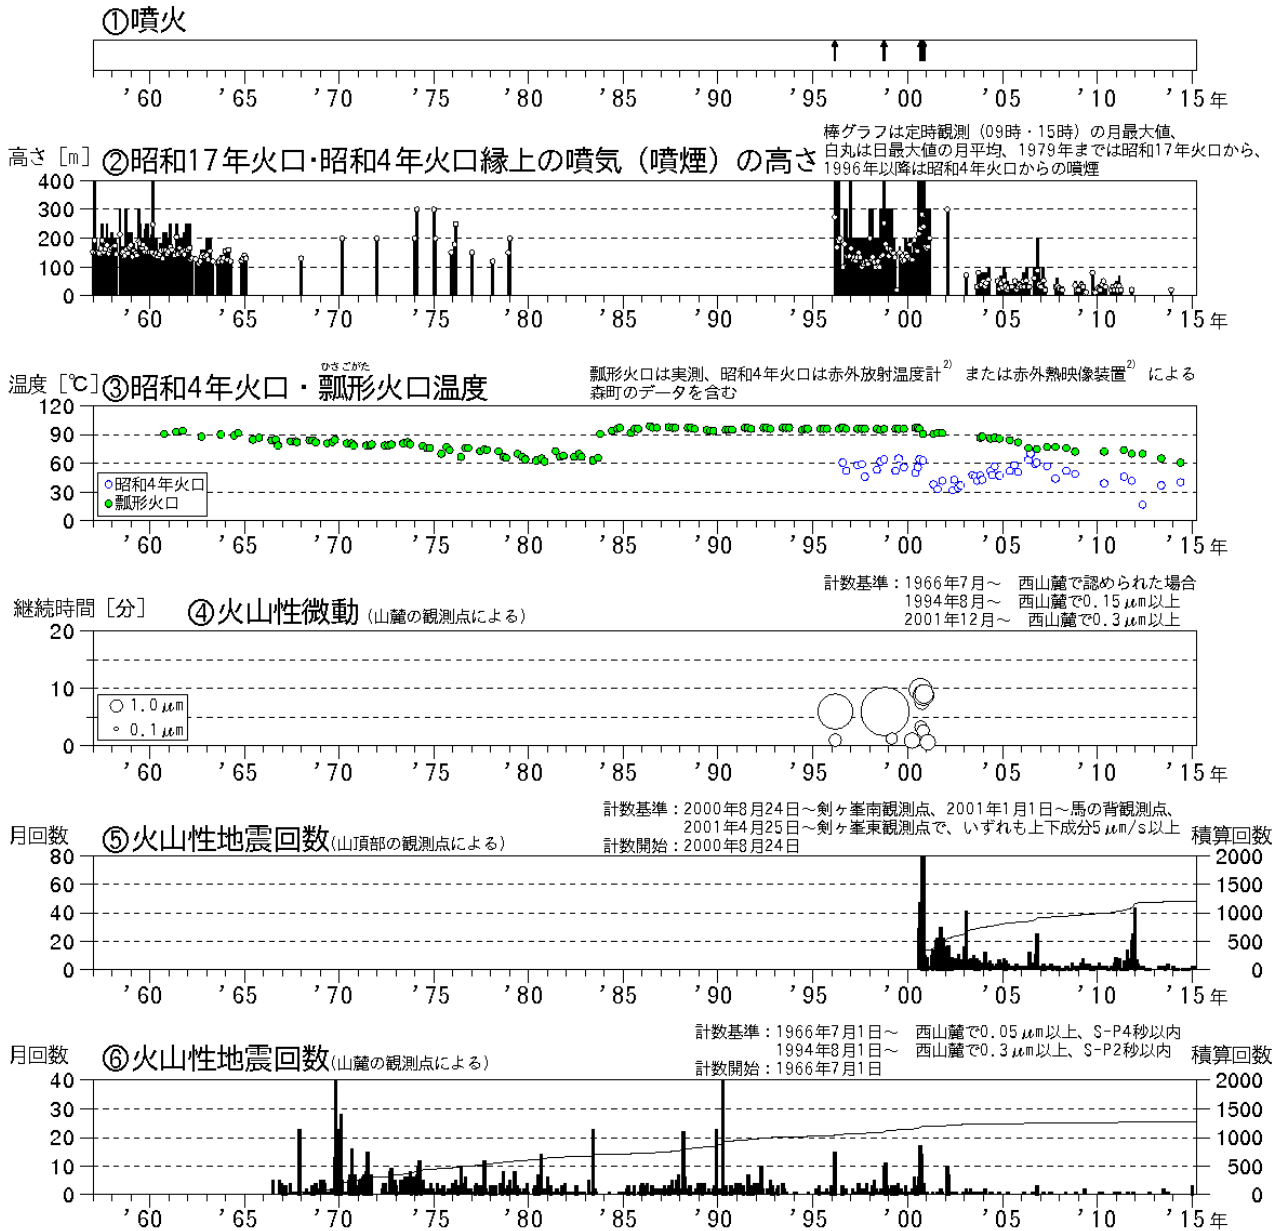 ①噴火
'60 '65 '70 '75 '80 '85 '90 '95 '00 '05 '10 '15 年
高さ [m] ②昭和17年火口･昭和4年火口縁上の噴気（噴煙）の高さ
棒グラフは定時観測（09時・15時）の月最大値、
白丸は日最大値の月平均、1979年までは昭和17年火口から、
1996年以降は昭和4年火口からの噴煙
400
300
200
100
0
'60 '65 '70 '75 '80 '85 '90 '95 '00 '05 '10 '15 年
ひさごがた
温度 [℃] ③昭和4年火口・瓢形火口温度
瓢形火口は実測、昭和4年火口は赤外放射温度計2) または赤外熱映像装置2) による
森町のデータを含む
120
90
60
30
0
昭和4年火口
瓢形火口
'60 '65 '70 '75 '80 '85 '90 '95 '00 '05 '10 '15 年
継続時間 [分] ④火山性微動（山麓の観測点による）
計数基準：1966年7月～ 西山麓で認められた場合
1994年8月～ 西山麓で0.15μm以上
2001年12月～ 西山麓で0.3μm以上
20
10
0
1.0μm
0.1μm
'60 '65 '70 '75 '80 '85 '90 '95 '00 '05 '10 '15 年
計数基準：2000年8月24日～剣ヶ峯南観測点、2001年1月1日～馬の背観測点、
2001年4月25日～剣ヶ峯東観測点で、いずれも上下成分5μm/s以上
計数開始：2000年8月24日
月回数 ⑤火山性地震回数(山頂部の観測点による) 積算回数
80 2000
60 1500
40 1000
20 500
0 0
'60 '65 '70 '75 '80 '85 '90 '95 '00 '05 '10 '15 年
計数基準：1966年7月1日～ 西山麓で0.05μm以上、S-P4秒以内
1994年8月1日～ 西山麓で0.3μm以上、S-P2秒以内
計数開始：1966年7月1日
月回数 ⑥火山性地震回数(山麓の観測点による) 積算回数
40 2000
30 1500
20 1000
10 500
0 0
'60 '65 '70 '75 '80 '85 '90 '95 '00 '05 '10 '15 年